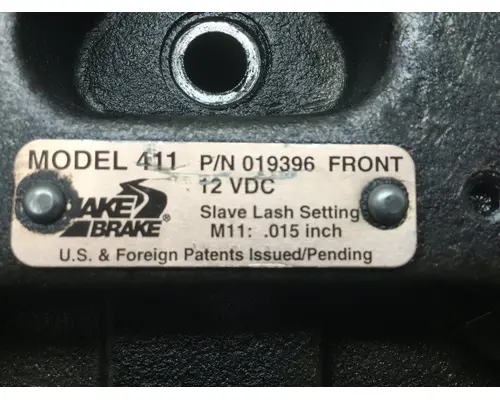 MODEL 411 P/N 019396 FRONT
12 VDC
JAKE BRAKE®
Slave Lash Setting
M11: .015 inch
U.S. & Foreign Patents Issued/Pending